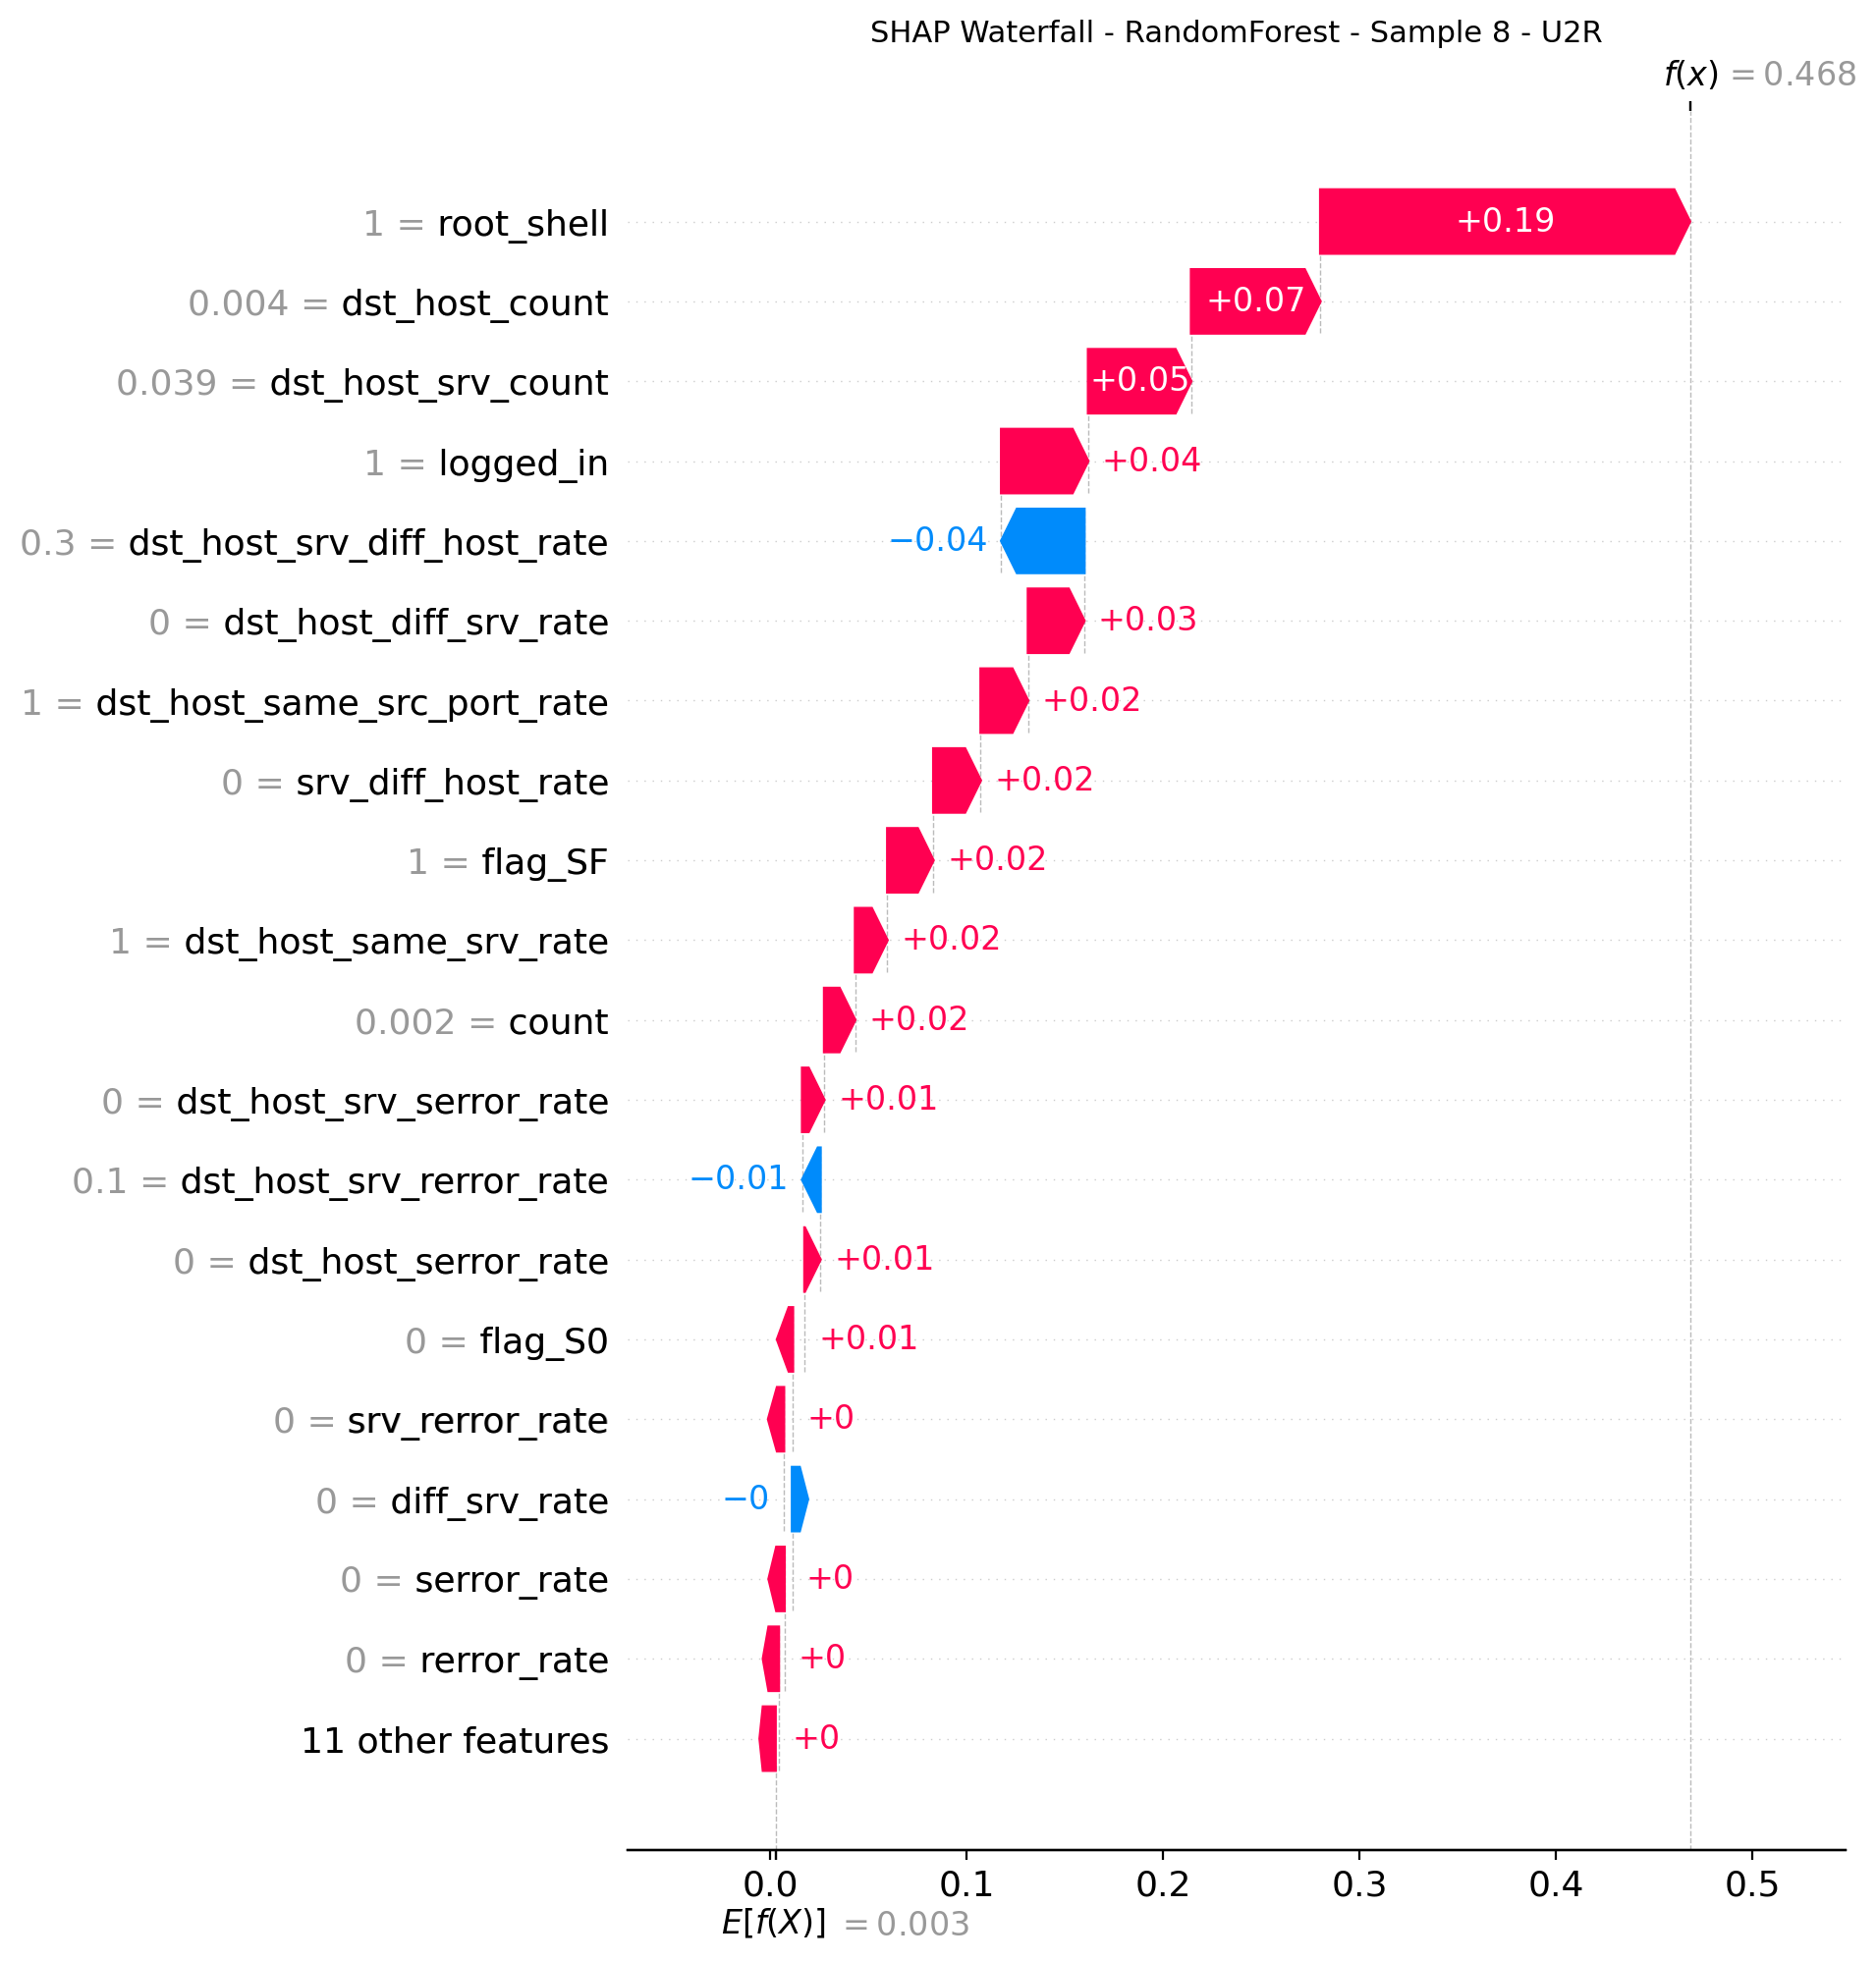 SHAP Waterfall - RandomForest - Sample 8 - U2R
f(x) = 0.468
1 = root_shell +0.19
0.004 = dst_host_count +0.07
0.039 = dst_host_srv_count +0.05
1 = logged_in +0.04
0.3 = dst_host_srv_diff_host_rate −0.04
0 = dst_host_diff_srv_rate +0.03
1 = dst_host_same_src_port_rate +0.02
0 = srv_diff_host_rate +0.02
1 = flag_SF +0.02
1 = dst_host_same_srv_rate +0.02
0.002 = count +0.02
0 = dst_host_srv_serror_rate +0.01
0.1 = dst_host_srv_rerror_rate −0.01
0 = dst_host_serror_rate +0.01
0 = flag_S0 +0.01
0 = srv_rerror_rate +0
0 = diff_srv_rate −0
0 = serror_rate +0
0 = rerror_rate +0
11 other features +0
0.0 0.1 0.2 0.3 0.4 0.5
E[f(X)] = 0.003